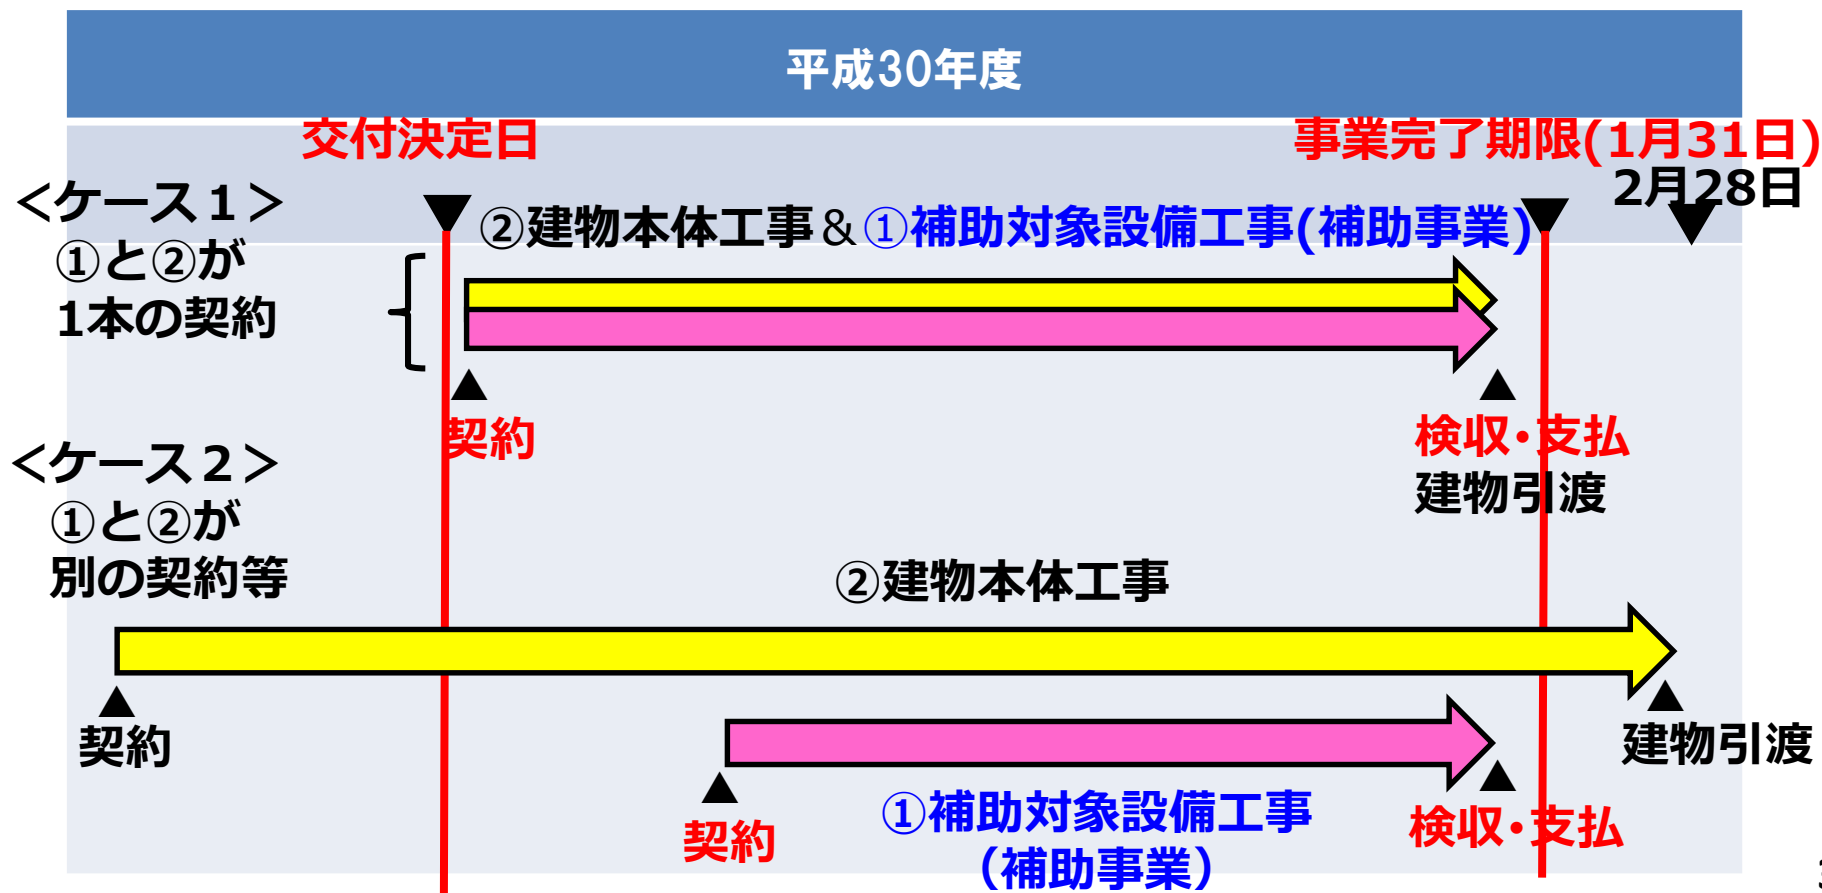 平成30年度
交付決定日
事業完了期限(1月31日)
2月28日
＜ケース１＞
①と②が
1本の契約
②建物本体工事＆①補助対象設備工事(補助事業)
契約
検収・支払
建物引渡
＜ケース２＞
①と②が
別の契約等
②建物本体工事
契約
建物引渡
契約
①補助対象設備工事
(補助事業)
検収・支払